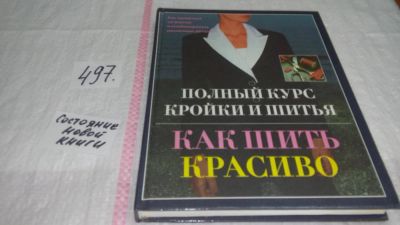 497.
Состояние
новой
книги
ПОЛНЫЙ КУРС
КРОЙКИ И ШИТЬЯ
КАК ШИТЬ
КРАСИВО